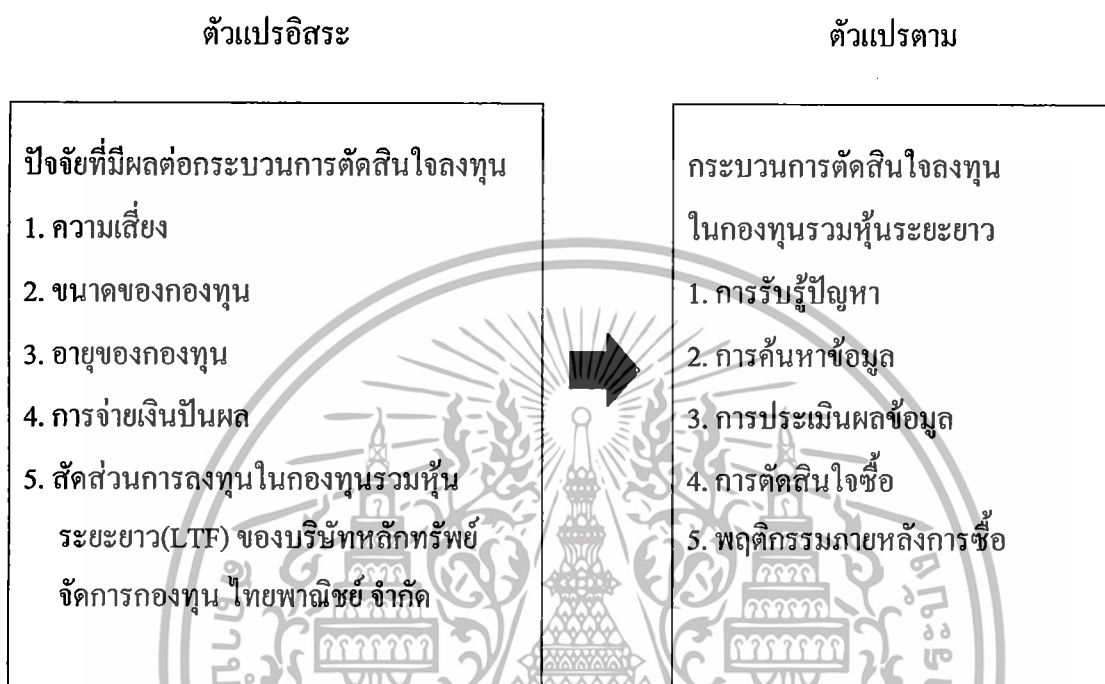 ตัวแปรอิสระ
ตัวแปรตาม
ปัจจัยที่มีผลต่อกระบวนการตัดสินใจลงทุน
1. ความเสี่ยง
2. ขนาดของกองทุน
3. อายุของกองทุน
4. การจ่ายเงินปันผล
5. สัดส่วนการลงทุนในกองทุนรวมหุ้น
ระยะยาว(LTF) ของบริษัทหลักทรัพย์
จัดการกองทุน ไทยพาณิชย์ จำกัด
กระบวนการตัดสินใจลงทุน
ในกองทุนรวมหุ้นระยะยาว
1. การรับรู้ปัญหา
2. การค้นหาข้อมูล
3. การประเมินผลข้อมูล
4. การตัดสินใจซื้อ
5. พฤติกรรมภายหลังการซื้อ